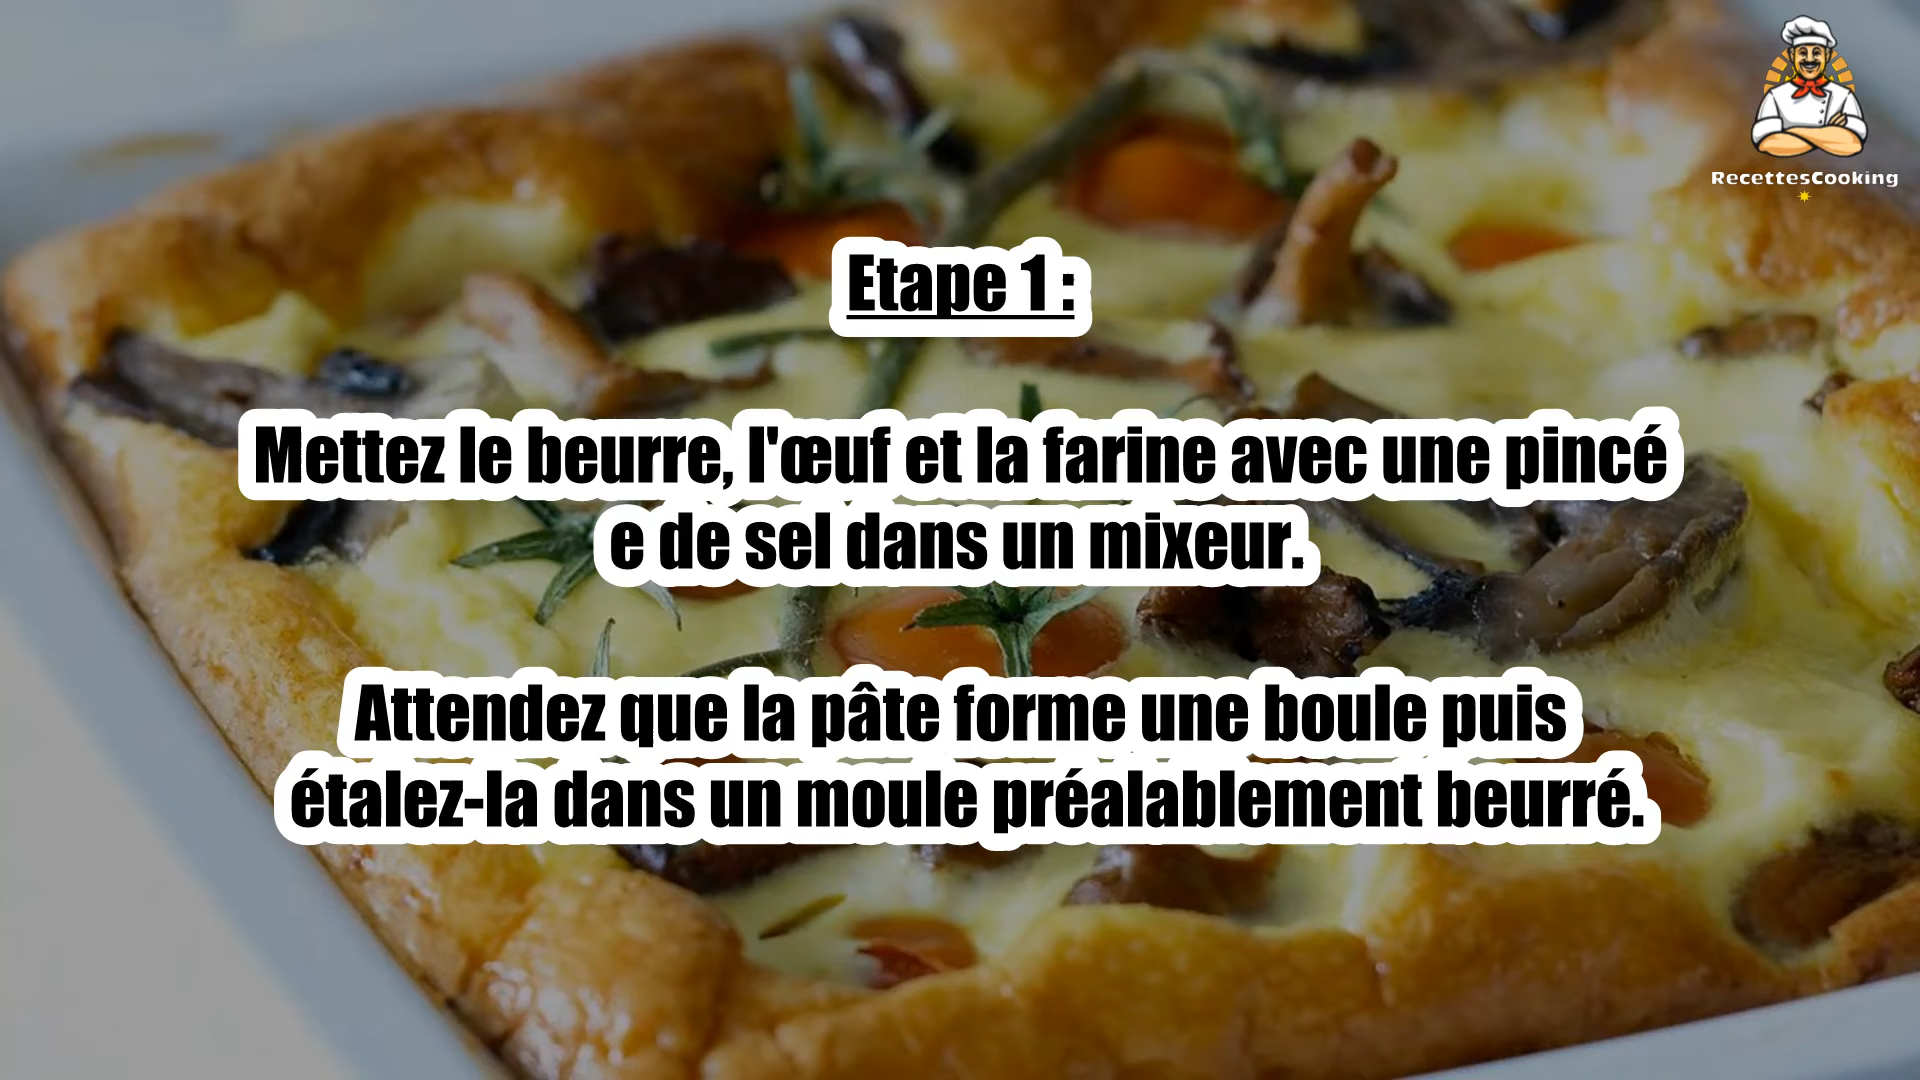 RecettesCooking
Etape 1 :
Mettez le beurre, l'œuf et la farine avec une pincé
e de sel dans un mixeur.
Attendez que la pâte forme une boule puis
étalez-la dans un moule préalablement beurré.